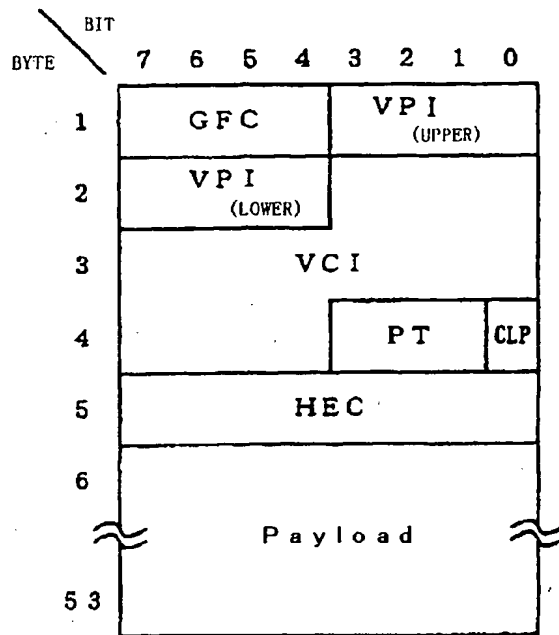 BIT
BYTE 7 6 5 4 3 2 1 0
1 GFC VPI
(UPPER)
2 VPI
(LOWER)
3 VCI
4 PT CLP
5 HEC
6
Payload
53